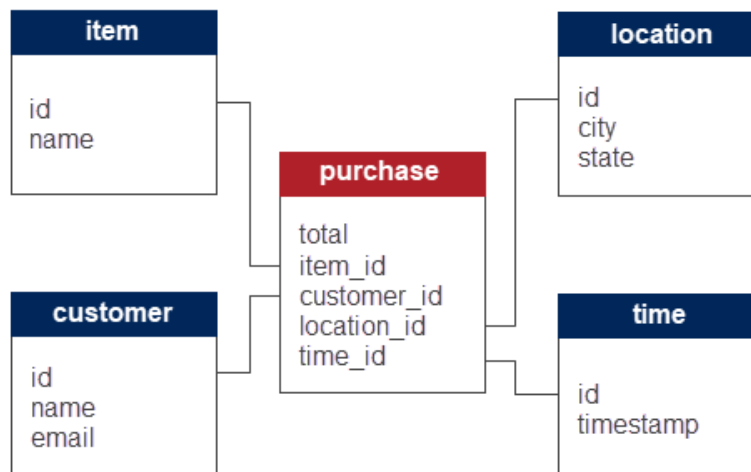 item
id
name
location
id
city
state
purchase
total
item_id
customer_id
location_id
time_id
customer
id
name
email
time
id
timestamp